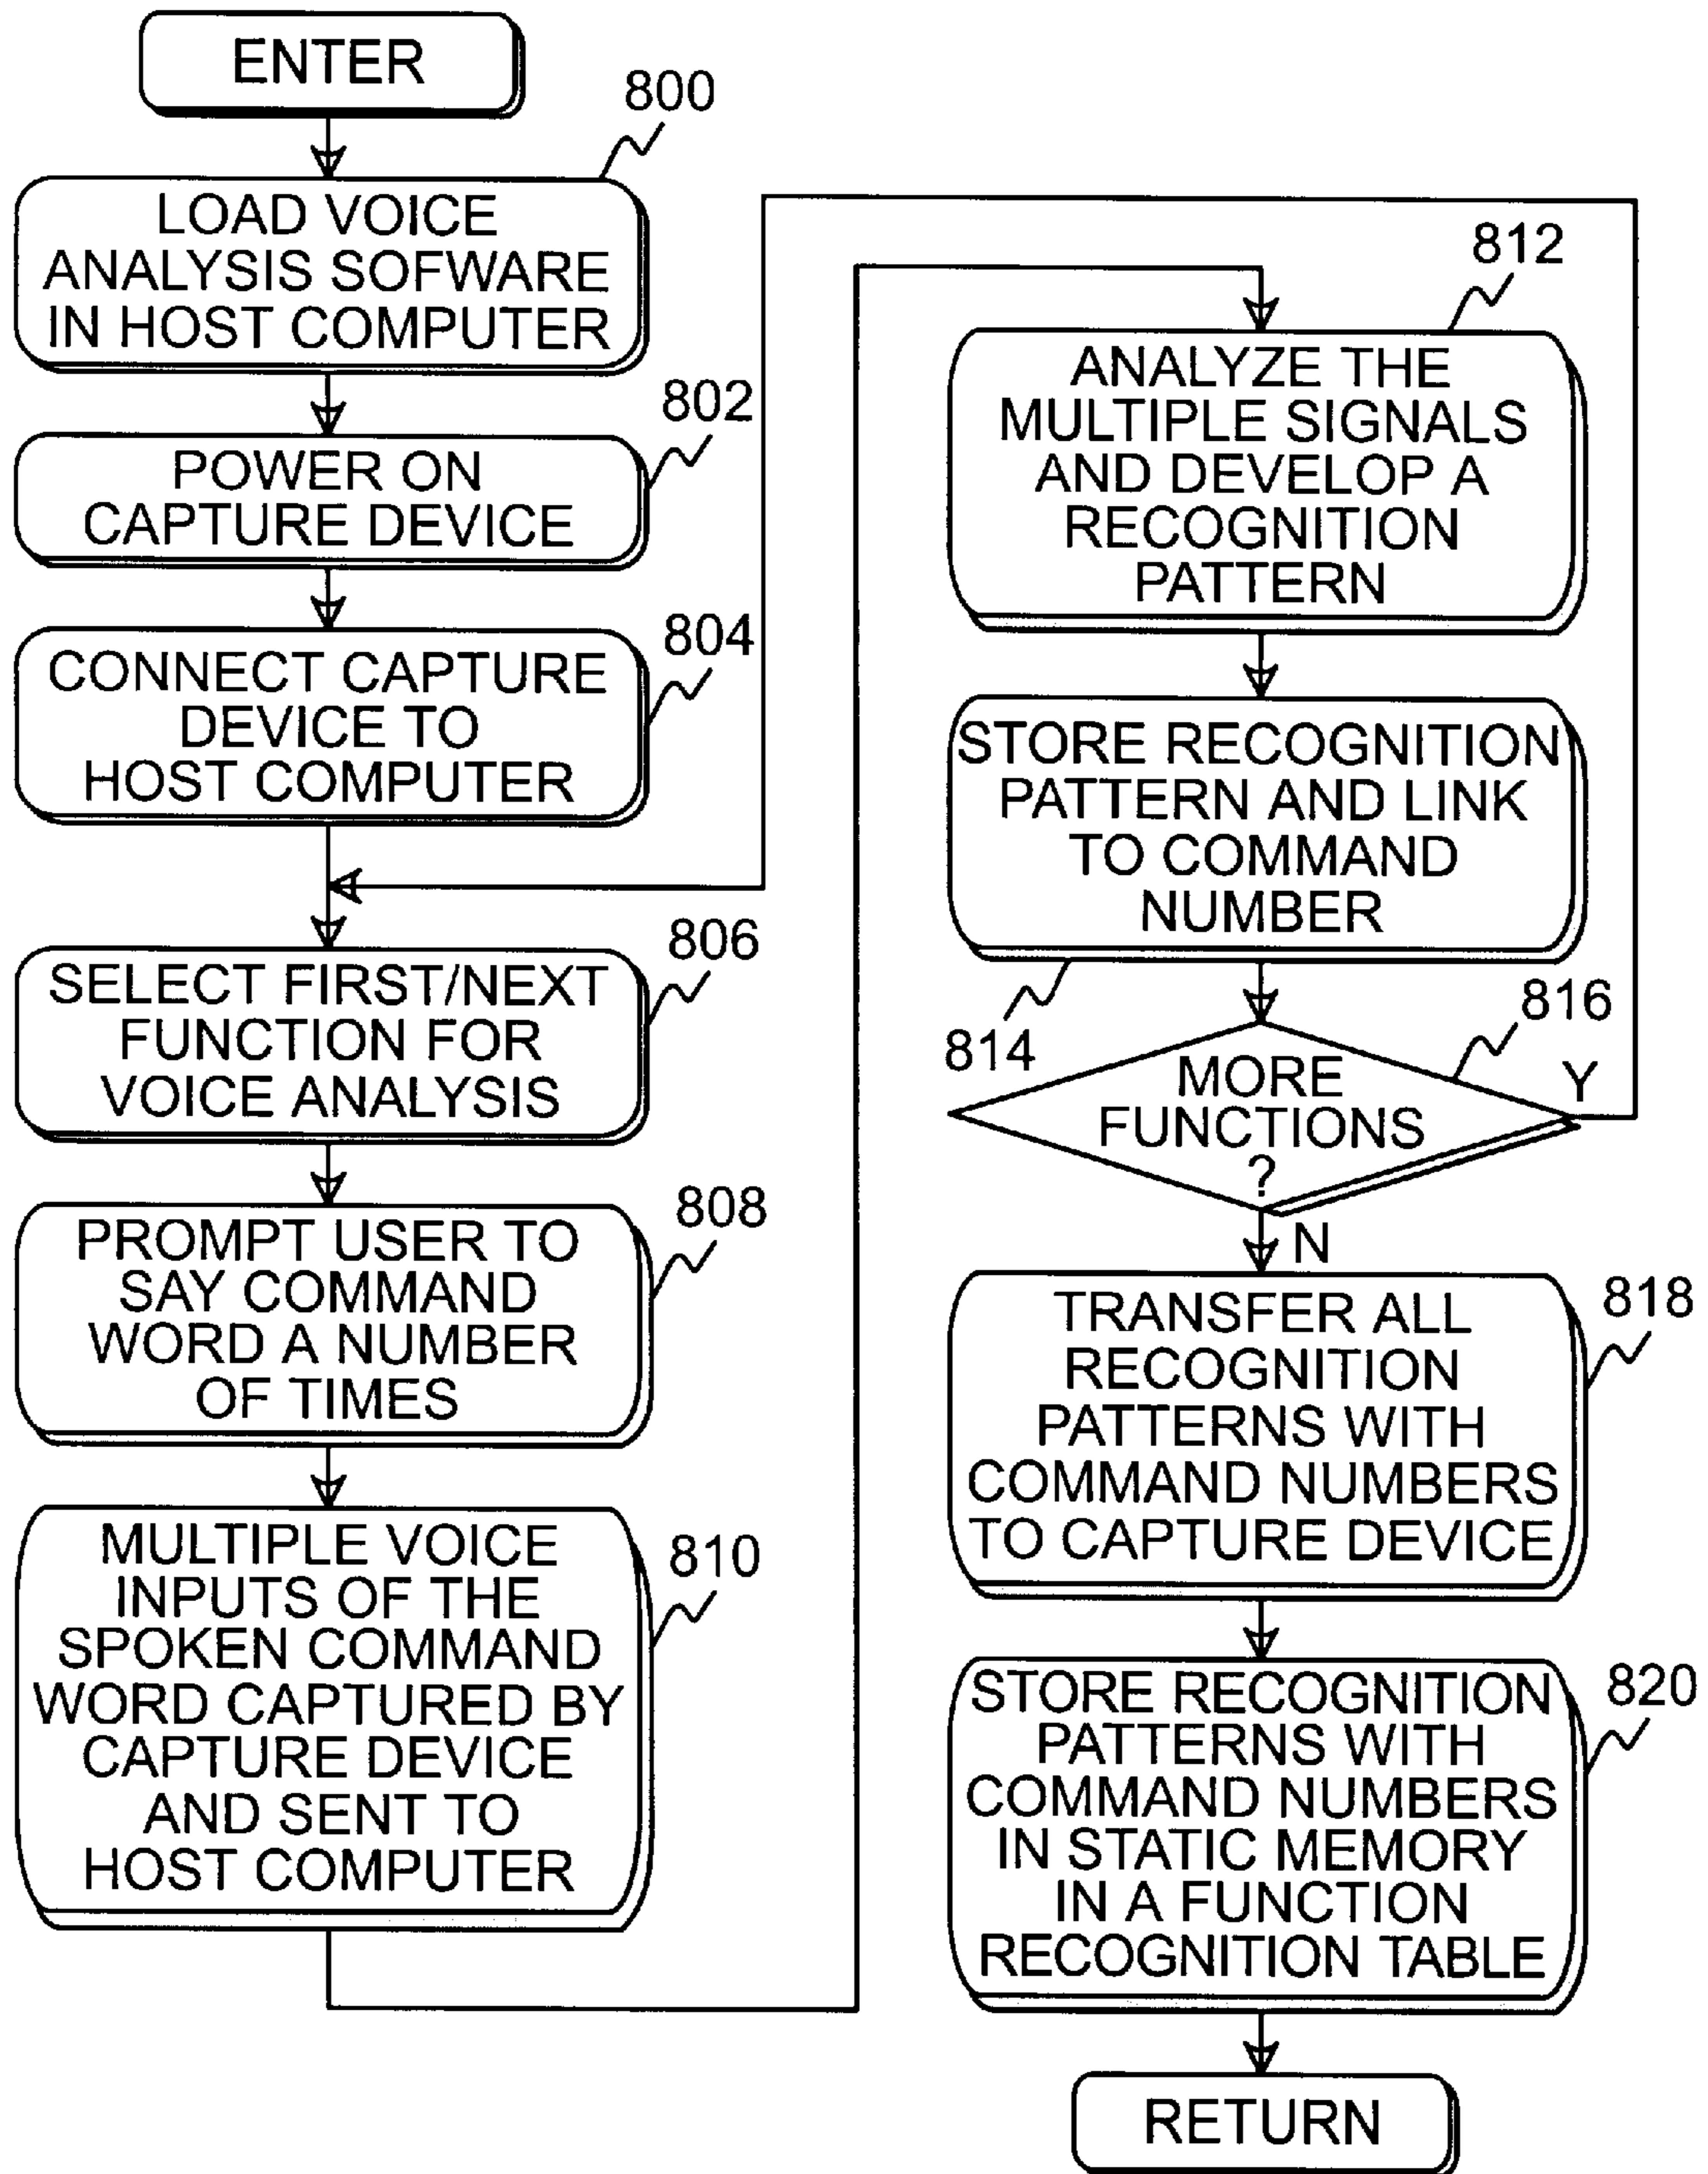 ENTER
800
LOAD VOICE
ANALYSIS SOFWARE
IN HOST COMPUTER
802
POWER ON
CAPTURE DEVICE
804
CONNECT CAPTURE
DEVICE TO
HOST COMPUTER
806
SELECT FIRST/NEXT
FUNCTION FOR
VOICE ANALYSIS
808
PROMPT USER TO
SAY COMMAND
WORD A NUMBER
OF TIMES
810
MULTIPLE VOICE
INPUTS OF THE
SPOKEN COMMAND
WORD CAPTURED BY
CAPTURE DEVICE
AND SENT TO
HOST COMPUTER
812
ANALYZE THE
MULTIPLE SIGNALS
AND DEVELOP A
RECOGNITION
PATTERN
STORE RECOGNITION
PATTERN AND LINK
TO COMMAND
NUMBER
814
816
MORE
FUNCTIONS
?
Y
N
818
TRANSFER ALL
RECOGNITION
PATTERNS WITH
COMMAND NUMBERS
TO CAPTURE DEVICE
820
STORE RECOGNITION
PATTERNS WITH
COMMAND NUMBERS
IN STATIC MEMORY
IN A FUNCTION
RECOGNITION TABLE
RETURN